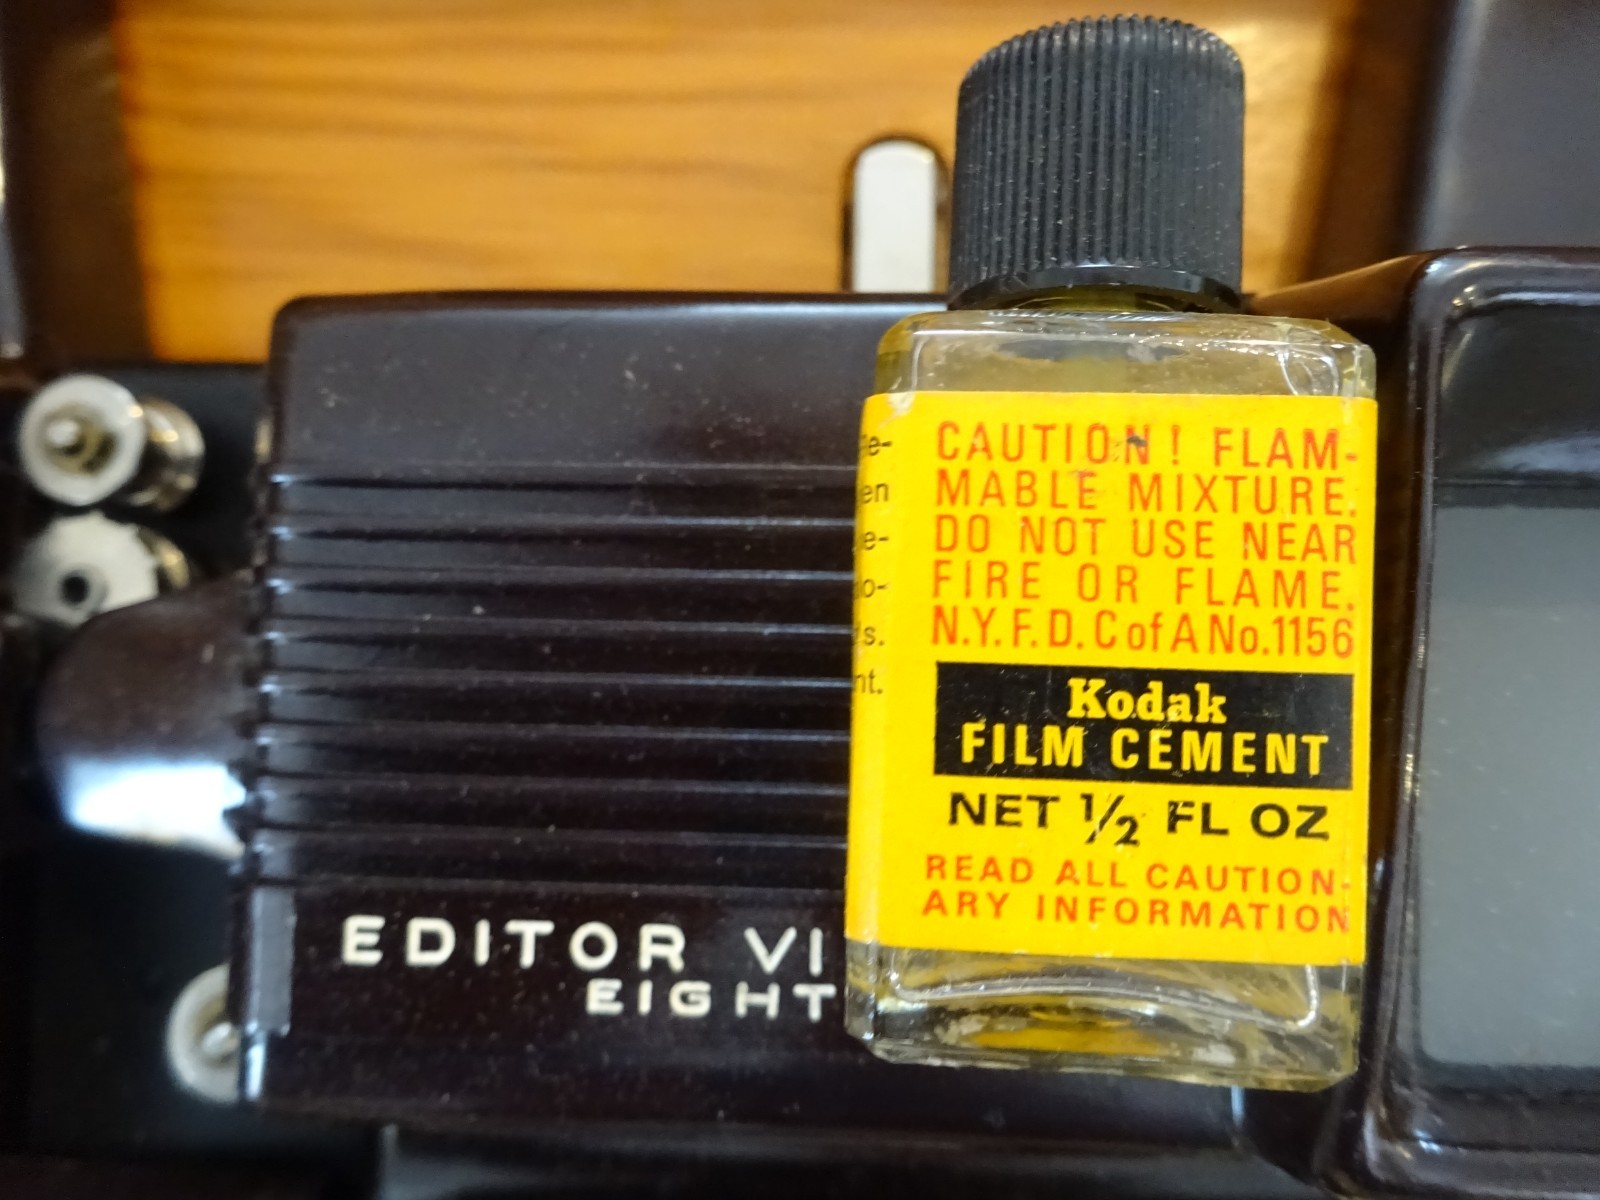 CAUTION! FLAM-
MABLE MIXTURE.
DO NOT USE NEAR
FIRE OR FLAME.
N.Y.F.D. C of A No. 1156
Kodak
FILM CEMENT
NET ½ FL OZ
READ ALL CAUTION-
ARY INFORMATION
EDITOR VI
EIGHT